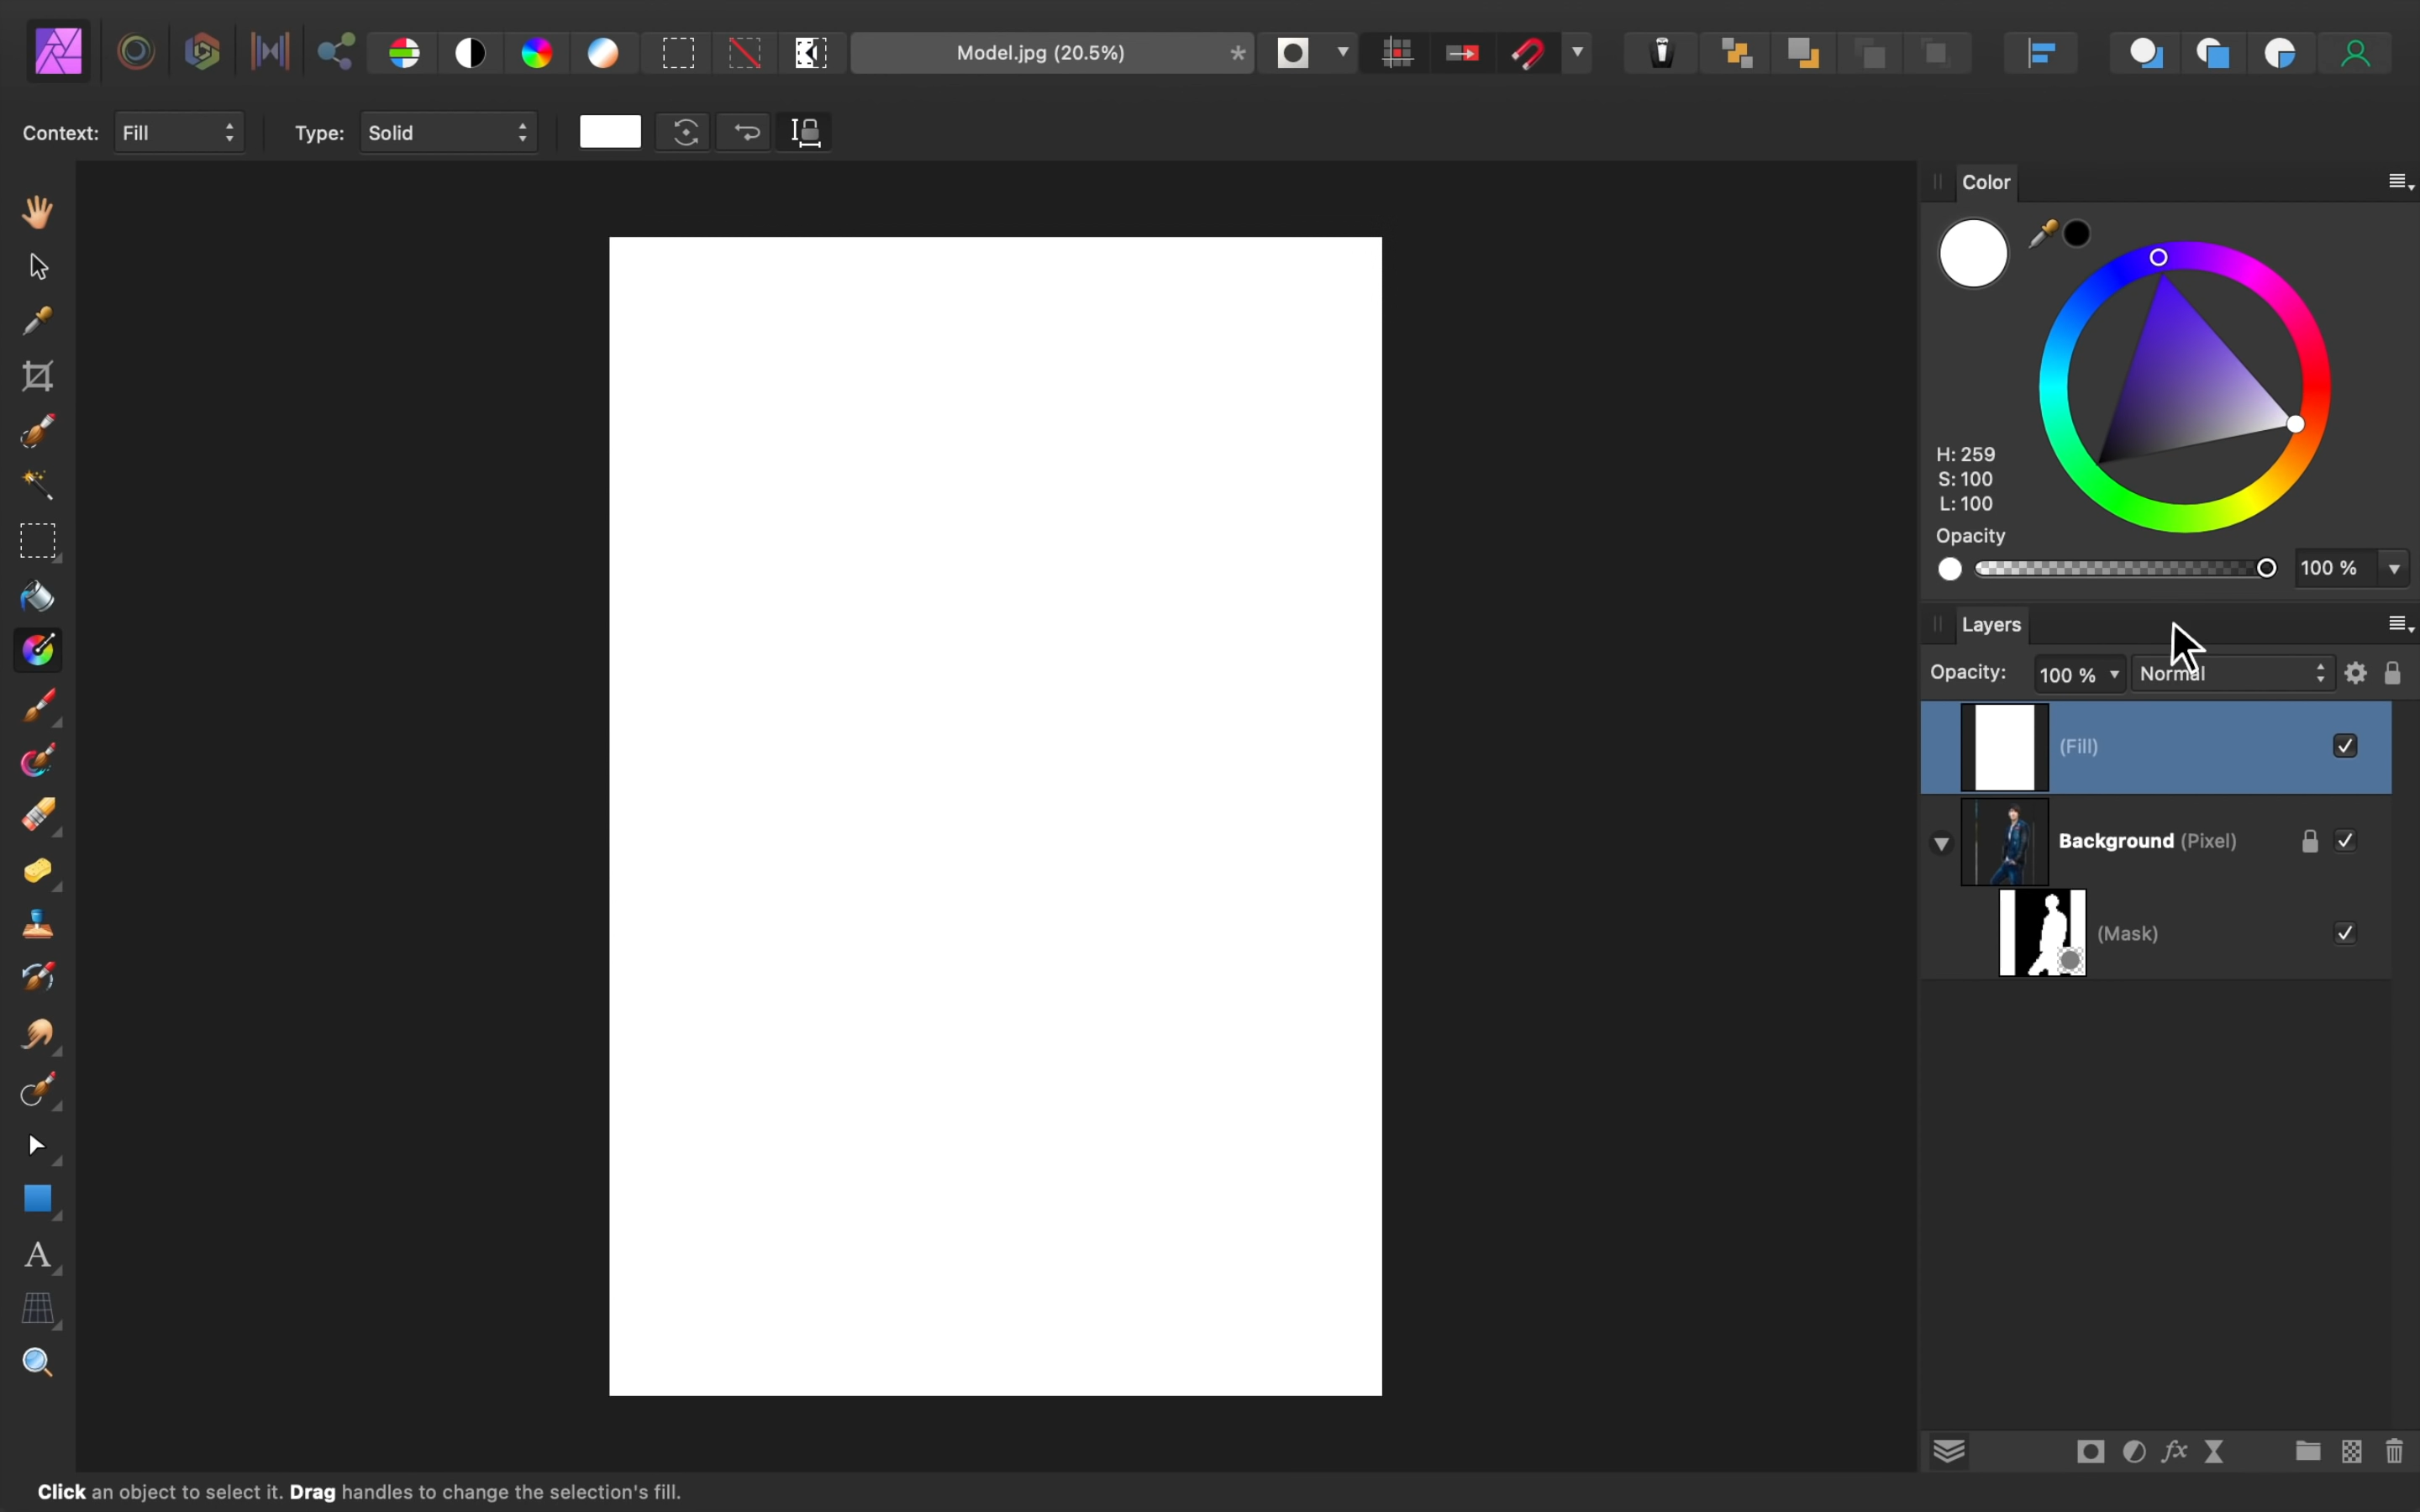 Model.jpg (20.5%)
*
Context: Fill Type: Solid
Color
H: 259
S: 100
L: 100
Opacity
100 %
Layers
Opacity: 100 % Normal
(Fill)
Background (Pixel)
(Mask)
A
fx
Click an object to select it. Drag handles to change the selection's fill.